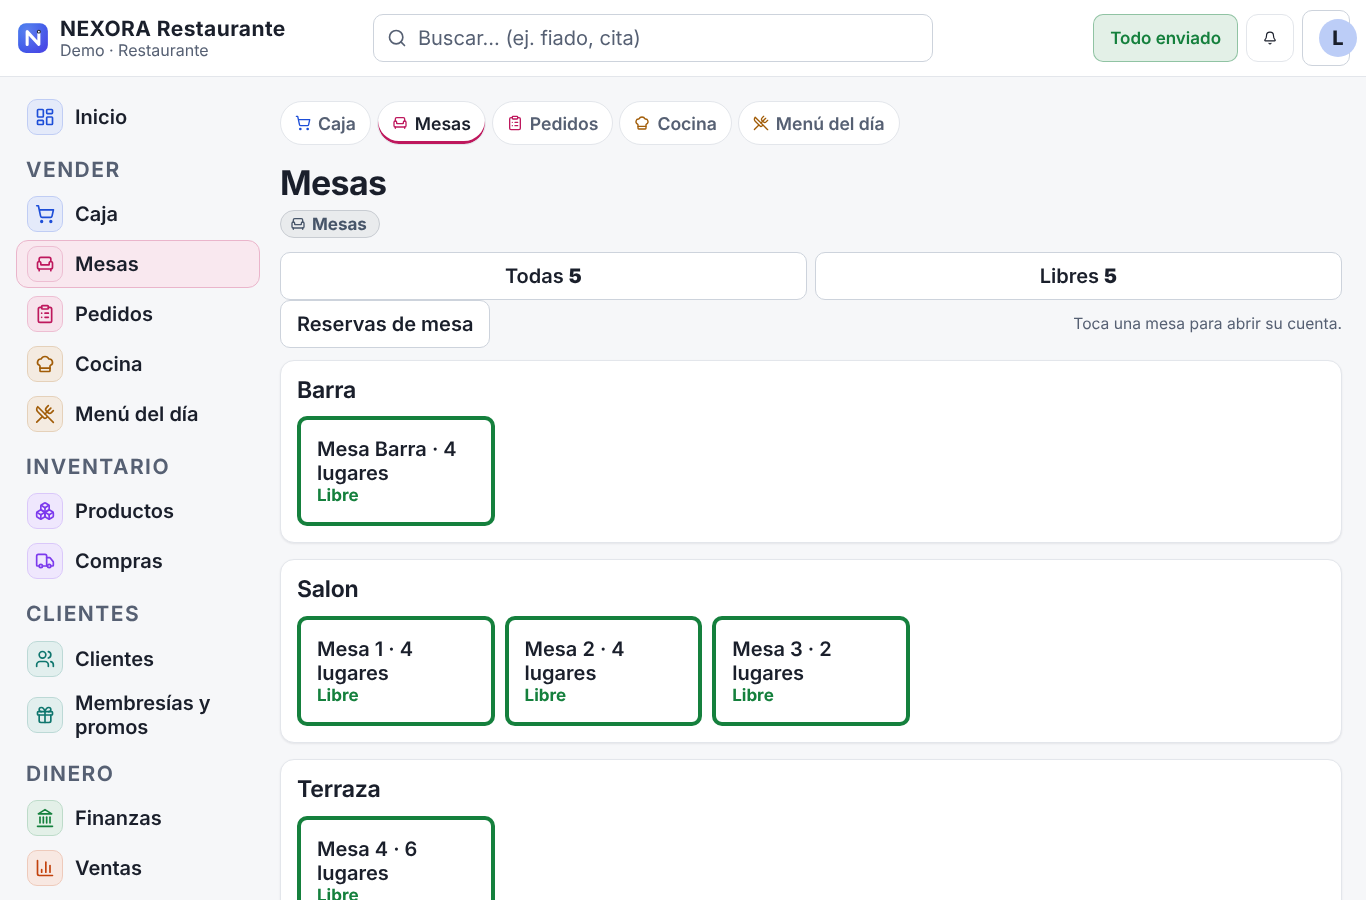 NEXORA Restaurante
Demo · Restaurante
Buscar... (ej. fiado, cita)
Todo enviado
L
Inicio
VENDER
Caja
Mesas
Pedidos
Cocina
Menú del día
INVENTARIO
Productos
Compras
CLIENTES
Clientes
Membresías y
promos
DINERO
Finanzas
Ventas
Caja
Mesas
Pedidos
Cocina
Menú del día
Mesas
Mesas
Todas 5
Libres 5
Reservas de mesa
Toca una mesa para abrir su cuenta.
Barra
Mesa Barra · 4
lugares
Libre
Salon
Mesa 1 · 4
lugares
Libre
Mesa 2 · 4
lugares
Libre
Mesa 3 · 2
lugares
Libre
Terraza
Mesa 4 · 6
lugares
Libre